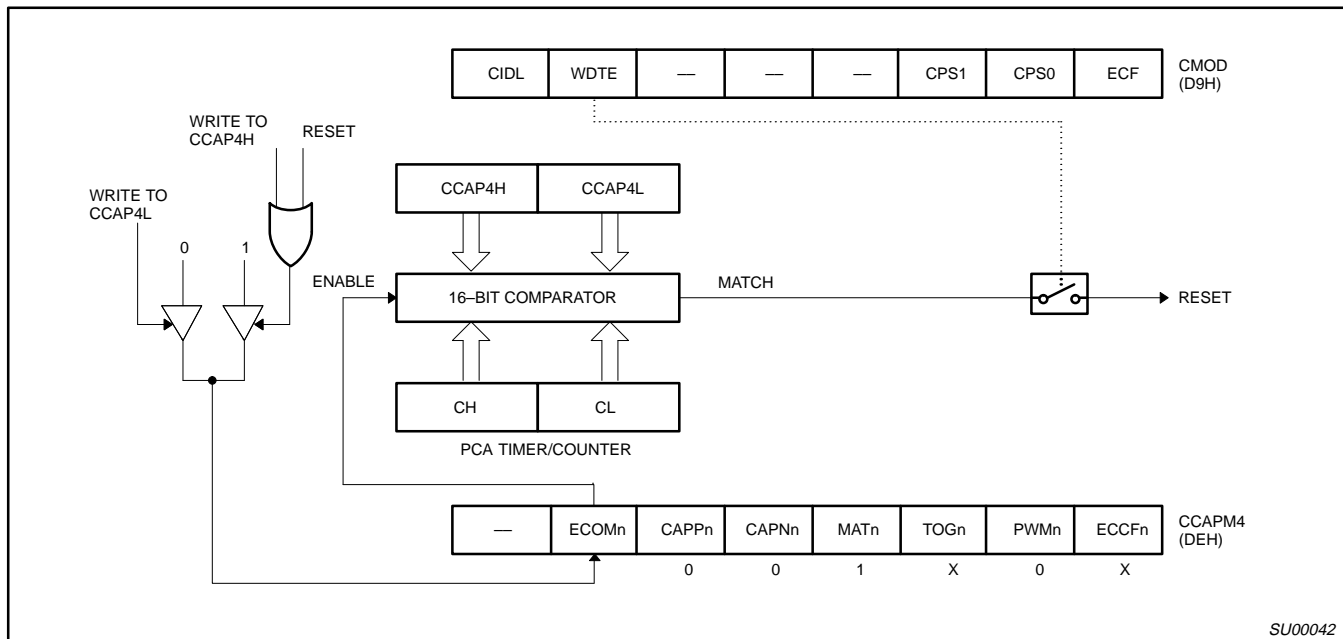 CIDL WDTE –– –– –– CPS1 CPS0 ECF
CMOD
(D9H)
WRITE TO
CCAP4H
RESET
WRITE TO
CCAP4L
0 1
CCAP4H CCAP4L
ENABLE
16–BIT COMPARATOR
MATCH
RESET
CH CL
PCA TIMER/COUNTER
–– ECOMn CAPPn CAPNn MATn TOGn PWMn ECCFn
CCAPM4
(DEH)
0 0 1 X 0 X
SU00042